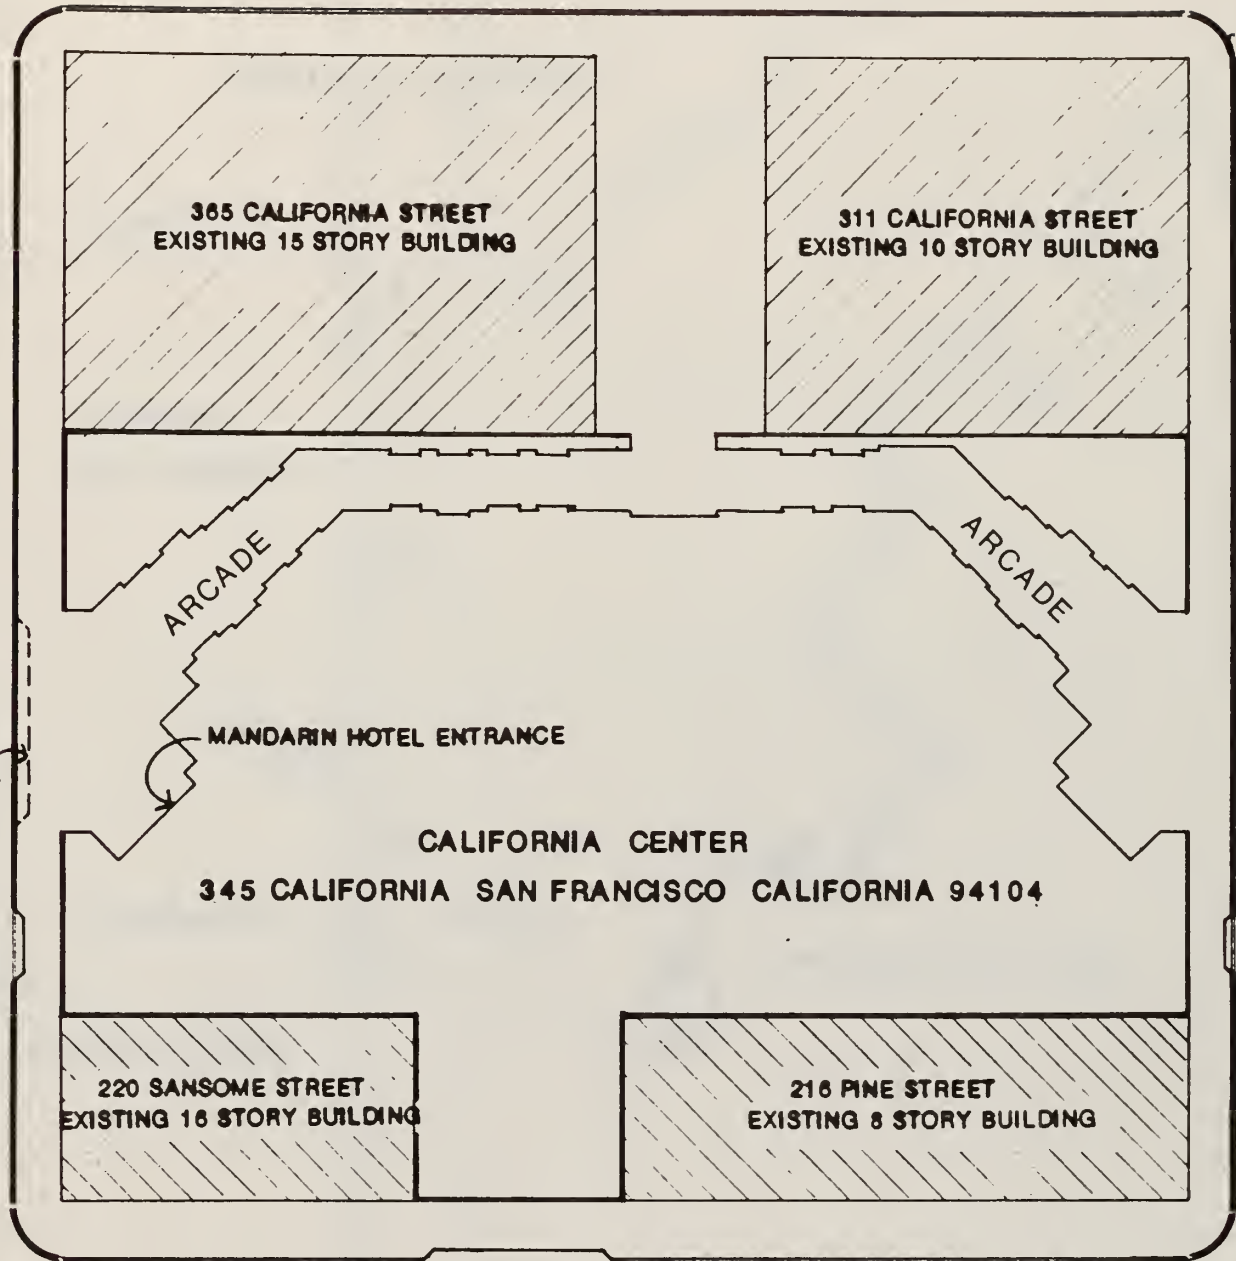 365 CALIFORNIA STREET
EXISTING 15 STORY BUILDING
311 CALIFORNIA STREET
EXISTING 10 STORY BUILDING
ARCADE
ARCADE
MANDARIN HOTEL ENTRANCE
CALIFORNIA CENTER
345 CALIFORNIA SAN FRANCISCO CALIFORNIA 94104
220 SANSOME STREET
EXISTING 16 STORY BUILDING
216 PINE STREET
EXISTING 8 STORY BUILDING